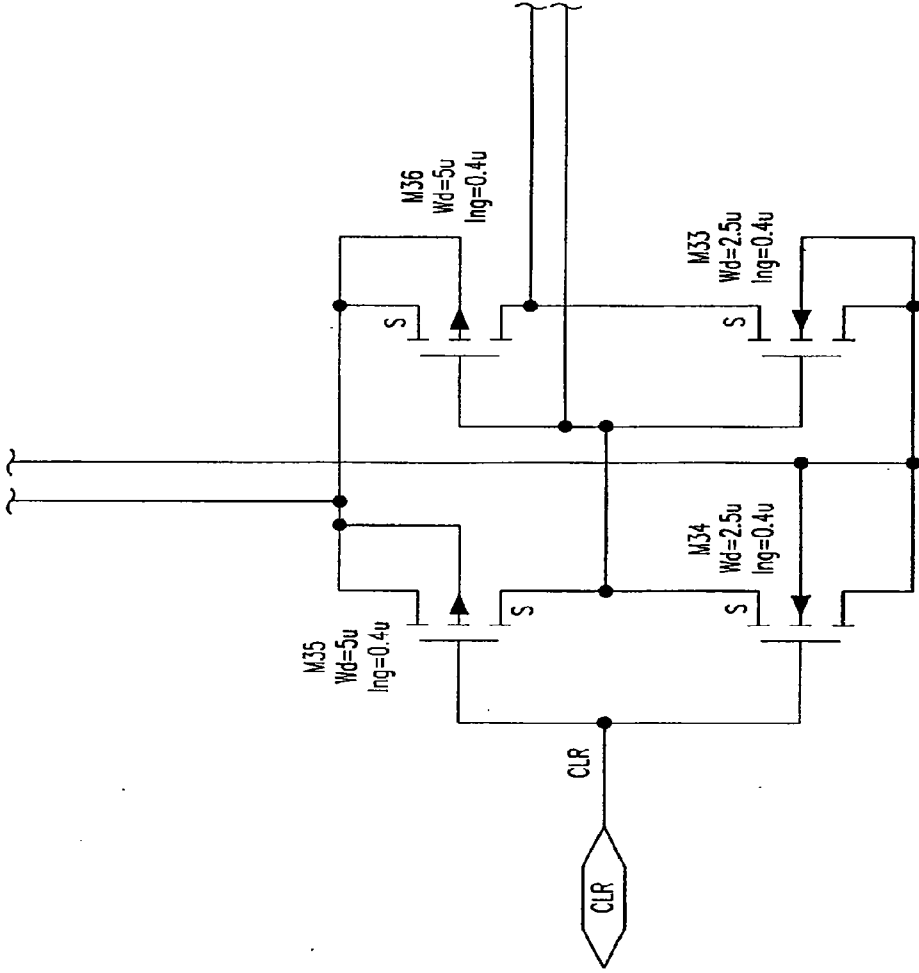 M36
Wd=5u
lng=0.4u
S
M33
Wd=2.5u
lng=0.4u
S
M35
Wd=5u
lng=0.4u
S
M34
Wd=2.5u
lng=0.4u
S
CLR
CLR